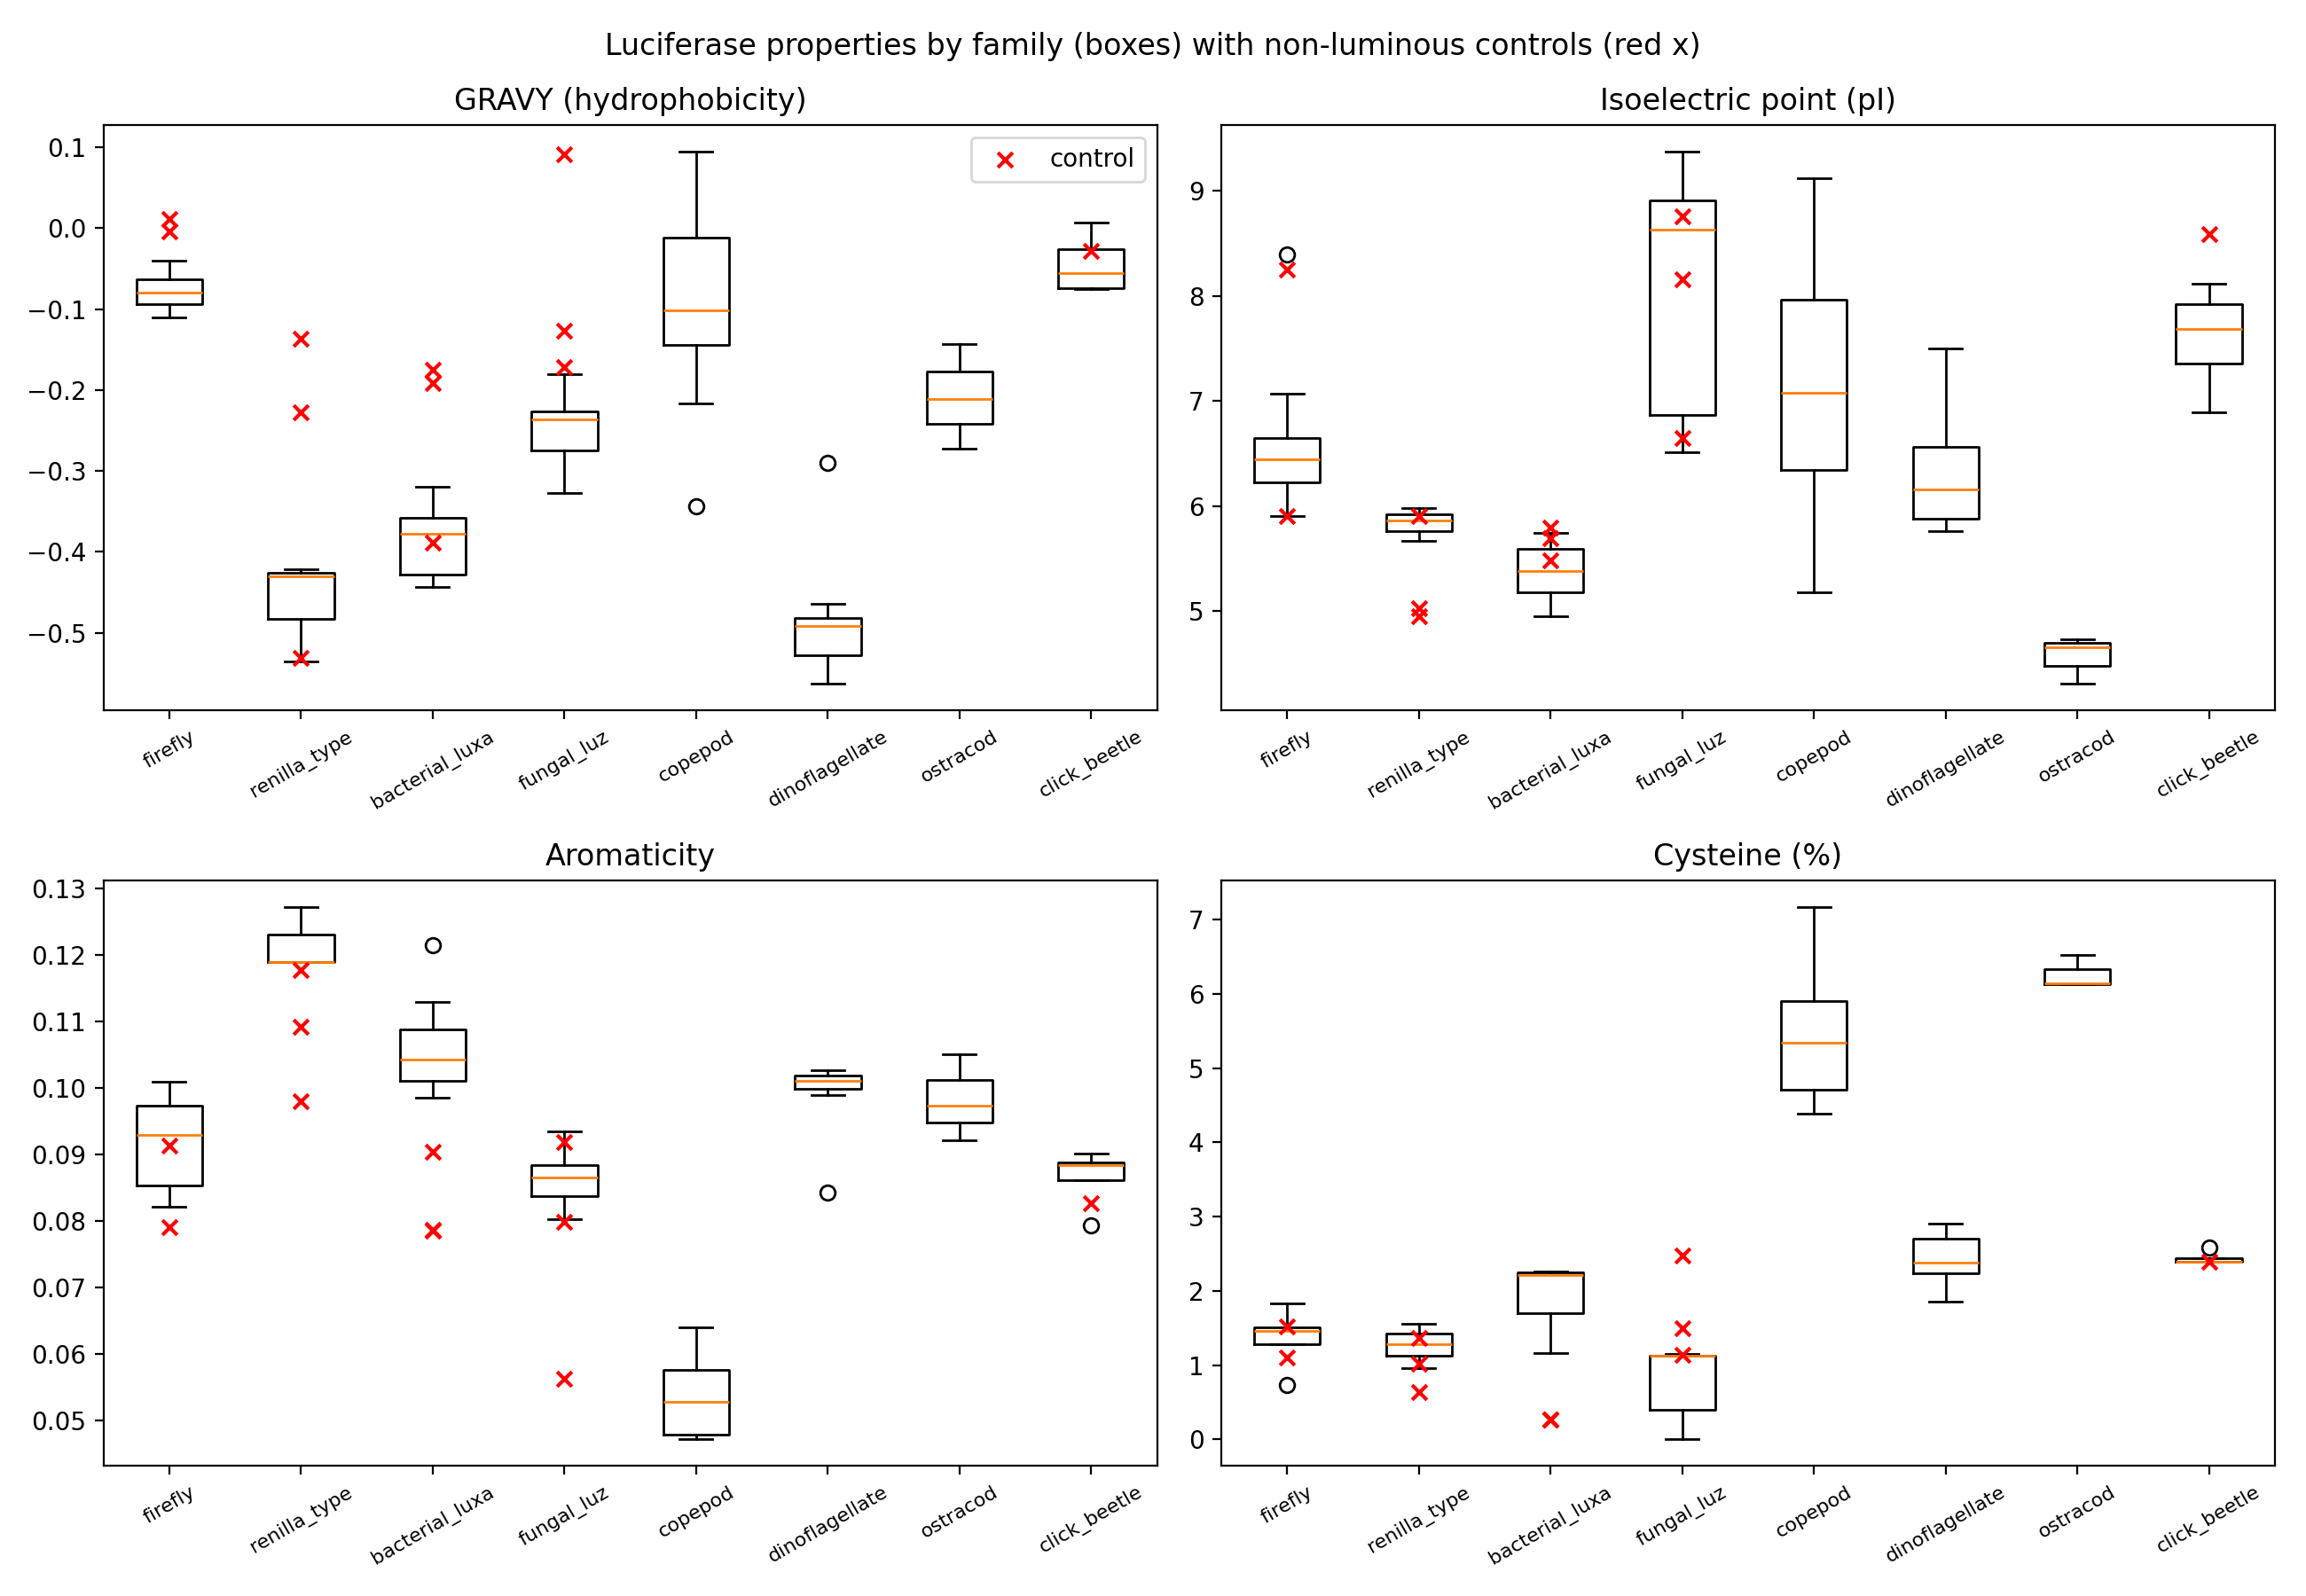 Luciferase properties by family (boxes) with non-luminous controls (red x)
GRAVY (hydrophobicity)
control
0.1
0.0
−0.1
−0.2
−0.3
−0.4
−0.5
firefly
renilla_type
bacterial_luxa
fungal_luz
copepod
dinoflagellate
ostracod
click_beetle
Isoelectric point (pI)
9
8
7
6
5
firefly
renilla_type
bacterial_luxa
fungal_luz
copepod
dinoflagellate
ostracod
click_beetle
Aromaticity
0.13
0.12
0.11
0.10
0.09
0.08
0.07
0.06
0.05
firefly
renilla_type
bacterial_luxa
fungal_luz
copepod
dinoflagellate
ostracod
click_beetle
Cysteine (%)
7
6
5
4
3
2
1
0
firefly
renilla_type
bacterial_luxa
fungal_luz
copepod
dinoflagellate
ostracod
click_beetle